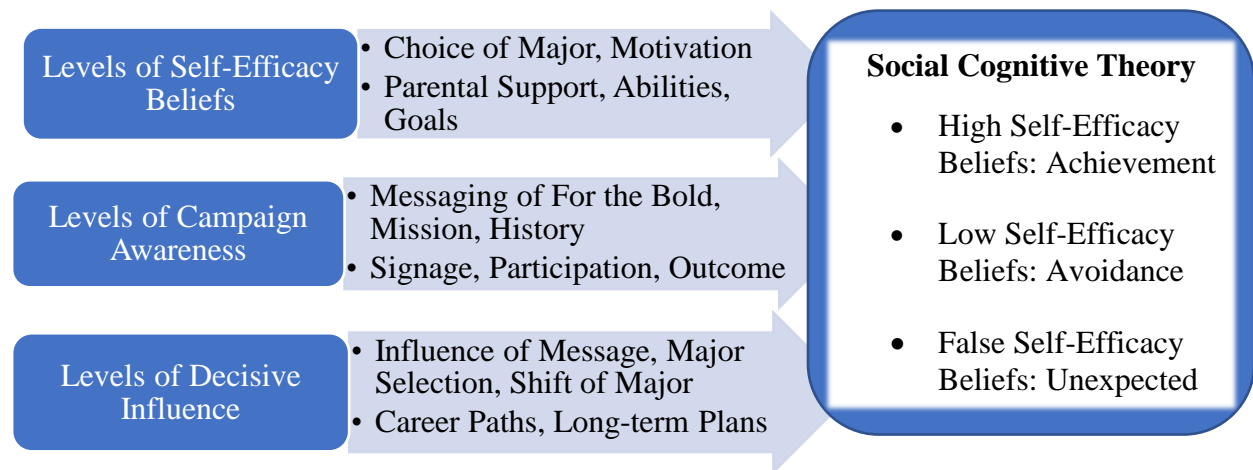 Levels of Self-Efficacy
Beliefs
• Choice of Major, Motivation
• Parental Support, Abilities,
Goals
Levels of Campaign
Awareness
• Messaging of For the Bold,
Mission, History
• Signage, Participation, Outcome
Levels of Decisive
Influence
• Influence of Message, Major
Selection, Shift of Major
• Career Paths, Long-term Plans
Social Cognitive Theory
• High Self-Efficacy
Beliefs: Achievement
• Low Self-Efficacy
Beliefs: Avoidance
• False Self-Efficacy
Beliefs: Unexpected